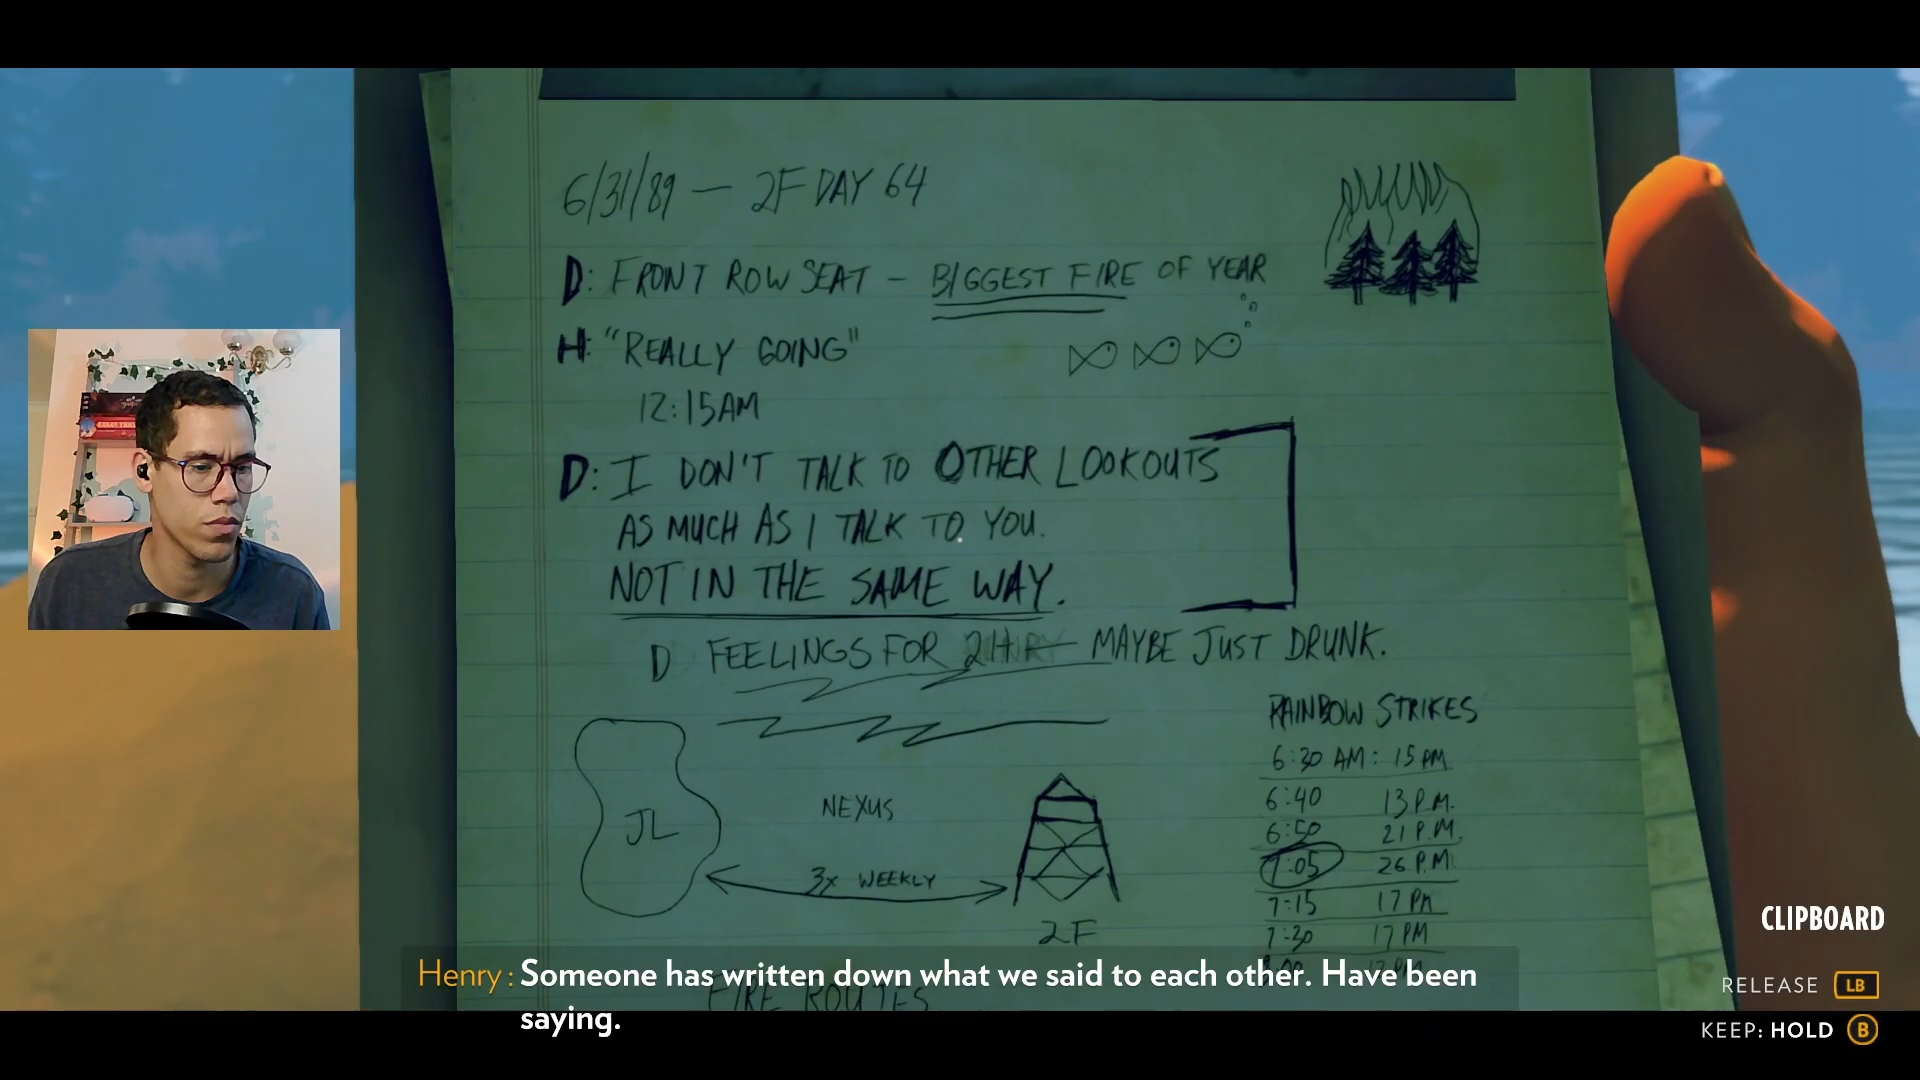 6/31/89 — 2F DAY 64
D: FRONT ROW SEAT – BIGGEST FIRE OF YEAR
H: "REALLY GOING"
12:15AM
D: I DON'T TALK TO OTHER LOOKOUTS
AS MUCH AS I TALK TO YOU.
NOT IN THE SAME WAY.
D FEELINGS FOR MAYBE JUST DRUNK.
RAINBOW STRIKES
6:30 AM: 15 PM
6:40 13 P.M.
6:50 21 P.M.
7:05 26 P.M
7:15 17 PM
7:30 17 PM
JL
NEXUS
3x WEEKLY
2F
FIRE ROUTES
CLIPBOARD
Henry: Someone has written down what we said to each other. Have been
saying.
RELEASE LB
KEEP: HOLD B